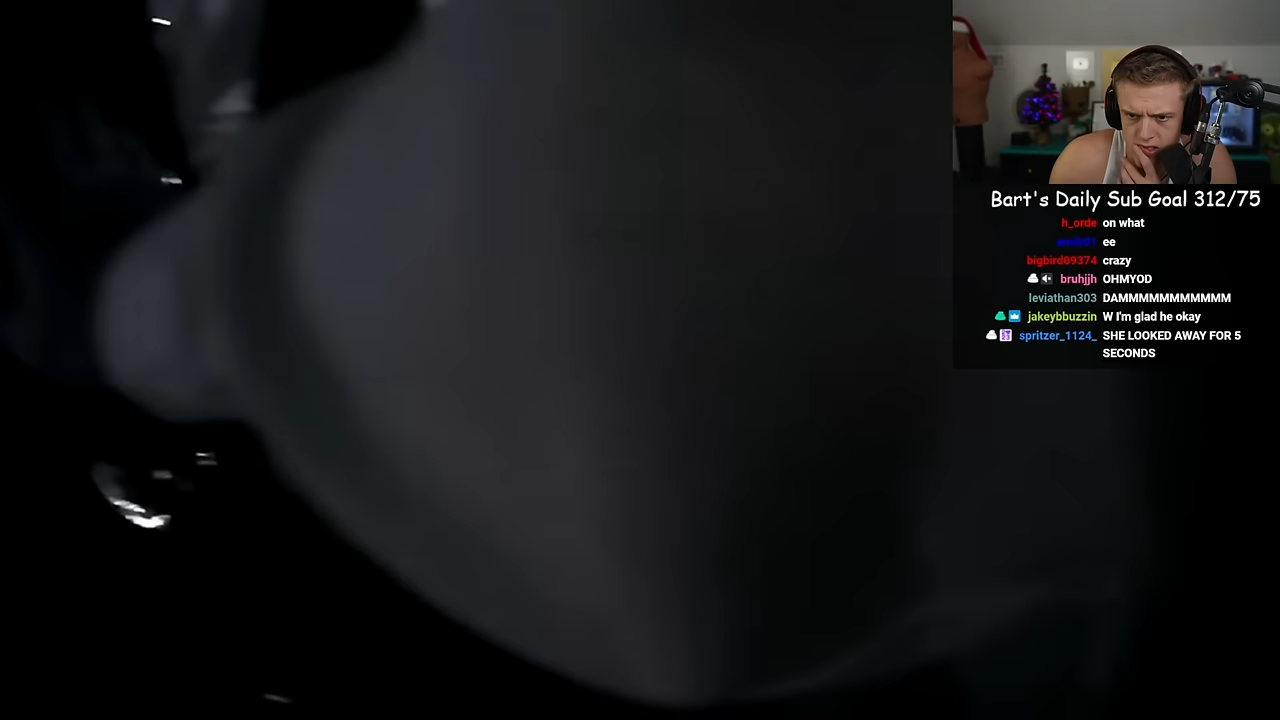 Bart's Daily Sub Goal 312/75
h_orde on what
ee
bigbird09374 crazy
bruhjjh OHMYOD
leviathan303 DAMMMMMMMMMMM
jakeybbuzzin W I'm glad he okay
spritzer_1124_ SHE LOOKED AWAY FOR 5
SECONDS